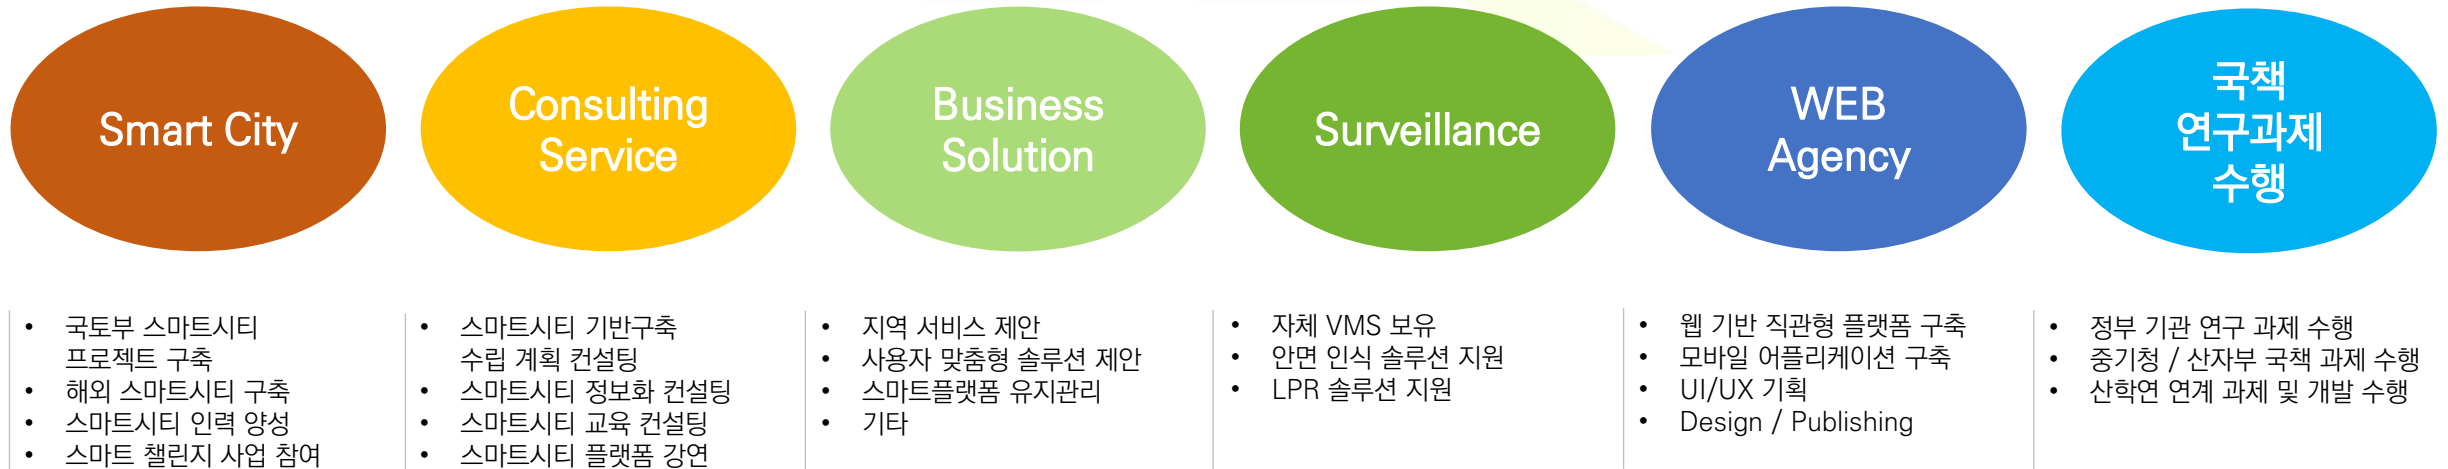 Smart City
Consulting
Service
Business
Solution
Surveillance
WEB
Agency
국책
연구과제
수행
• 국토부 스마트시티
프로젝트 구축
• 해외 스마트시티 구축
• 스마트시티 인력 양성
• 스마트 챌린지 사업 참여
• 스마트시티 기반구축
수립 계획 컨설팅
• 스마트시티 정보화 컨설팅
• 스마트시티 교육 컨설팅
• 스마트시티 플랫폼 강연
• 지역 서비스 제안
• 사용자 맞춤형 솔루션 제안
• 스마트플랫폼 유지관리
• 기타
• 자체 VMS 보유
• 안면 인식 솔루션 지원
• LPR 솔루션 지원
• 웹 기반 직관형 플랫폼 구축
• 모바일 어플리케이션 구축
• UI/UX 기획
• Design / Publishing
• 정부 기관 연구 과제 수행
• 중기청 / 산자부 국책 과제 수행
• 산학연 연계 과제 및 개발 수행